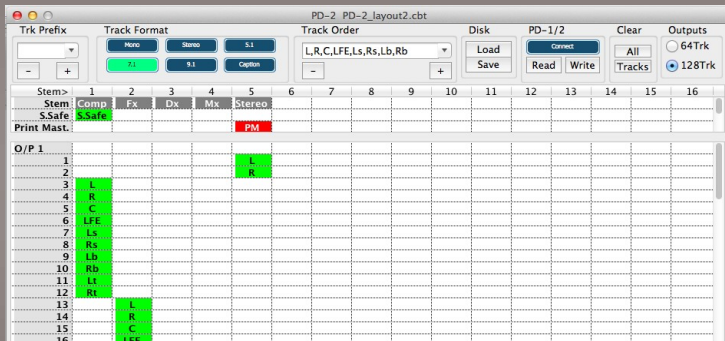 PD-2 PD-2_layout2.cbt
Trk Prefix Track Format Track Order Disk PD-1/2 Clear Outputs
Mono Stereo 5.1
L,R,C,LFE,Ls,Rs,Lb,Rb Load Connect All 64Trk
7.1 9.1 Caption
- + - + Save Read Write Tracks 128Trk
Stem> 1 2 3 4 5 6 7 8 9 10 11 12 13 14 15 16
Stem Comp Fx Dx Mx Stereo
S.Safe S.Safe
Print Mast. PM
O/P 1
1 L
2 R
3 L
4 R
5 C
6 LFE
7 Ls
8 Rs
9 Lb
10 Rb
11 Lt
12 Rt
13 L
14 R
15 C
16 LFE